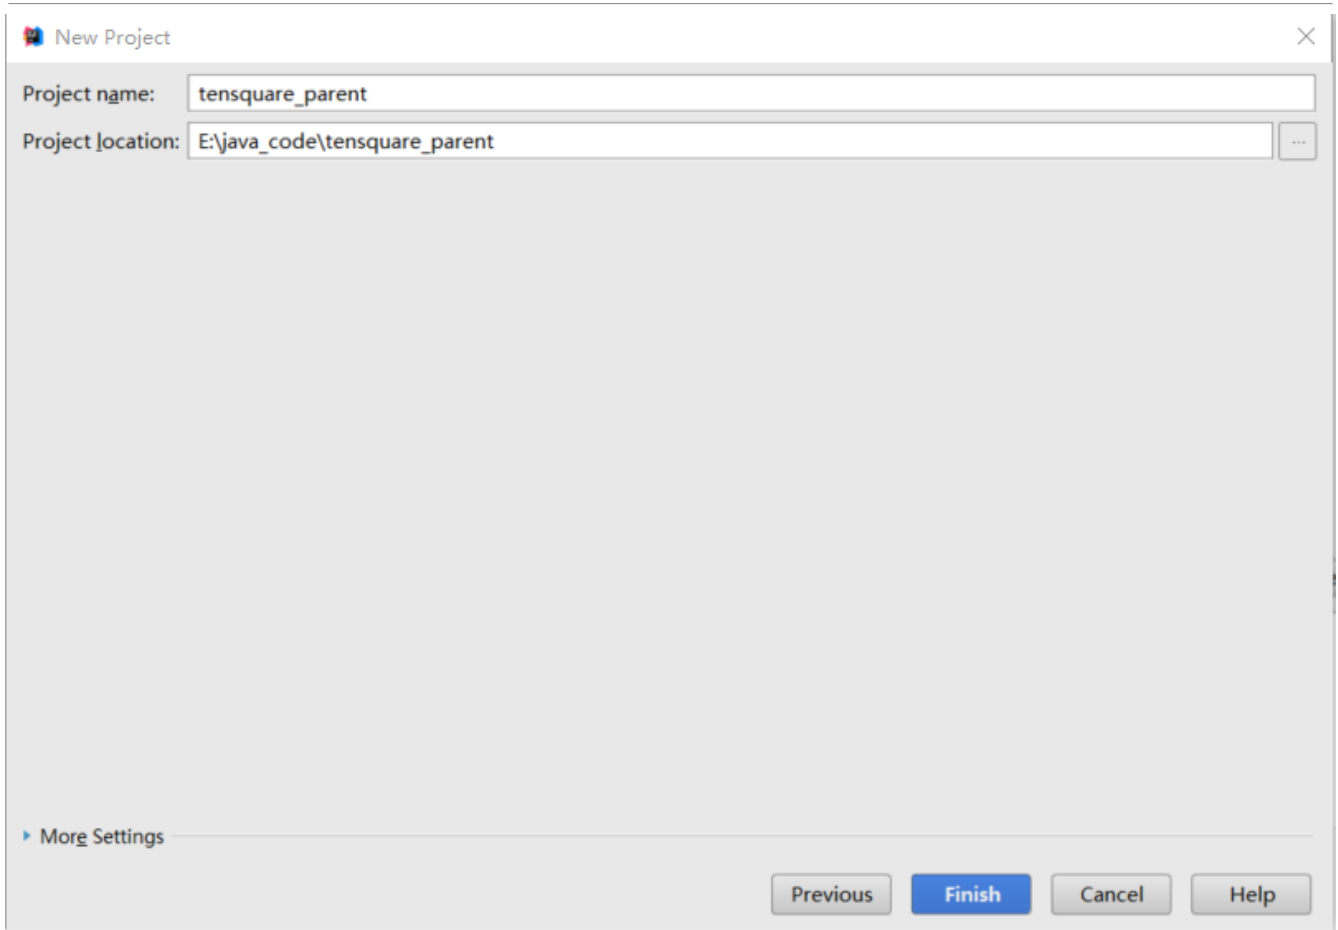 New Project
Project name: tensquare_parent
Project location: E:\java_code\tensquare_parent ...
More Settings
Previous Finish Cancel Help